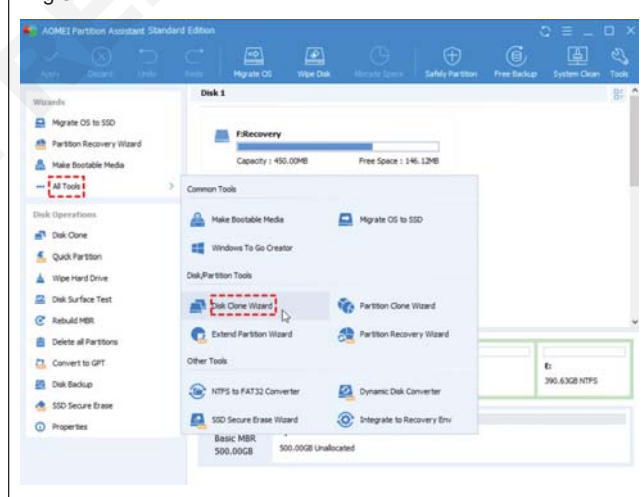 AOMEI Partition Assistant Standard Edition
Apply
Discard
Undo
Redo
Migrate OS
Wipe Disk
Allocate Space
Safely Partition
Free Backup
System Clean
Tools
Wizards
Migrate OS to SSD
Partition Recovery Wizard
Make Bootable Media
All Tools
Disk Operations
Disk Clone
Quick Partition
Wipe Hard Drive
Disk Surface Test
Rebuild MBR
Delete all Partitions
Convert to GPT
Disk Backup
SSD Secure Erase
Properties
Disk 1
F:Recovery
Capacity : 450.00MB
Free Space : 146.12MB
Common Tools
Make Bootable Media
Migrate OS to SSD
Windows To Go Creator
Disk/Partition Tools
Disk Clone Wizard
Partition Clone Wizard
Extend Partition Wizard
Partition Recovery Wizard
Other Tools
NTFS to FAT32 Converter
Dynamic Disk Converter
SSD Secure Erase Wizard
Integrate to Recovery Env
E:
390.63GB NTFS
Basic MBR
500.00GB
500.00GB Unallocated